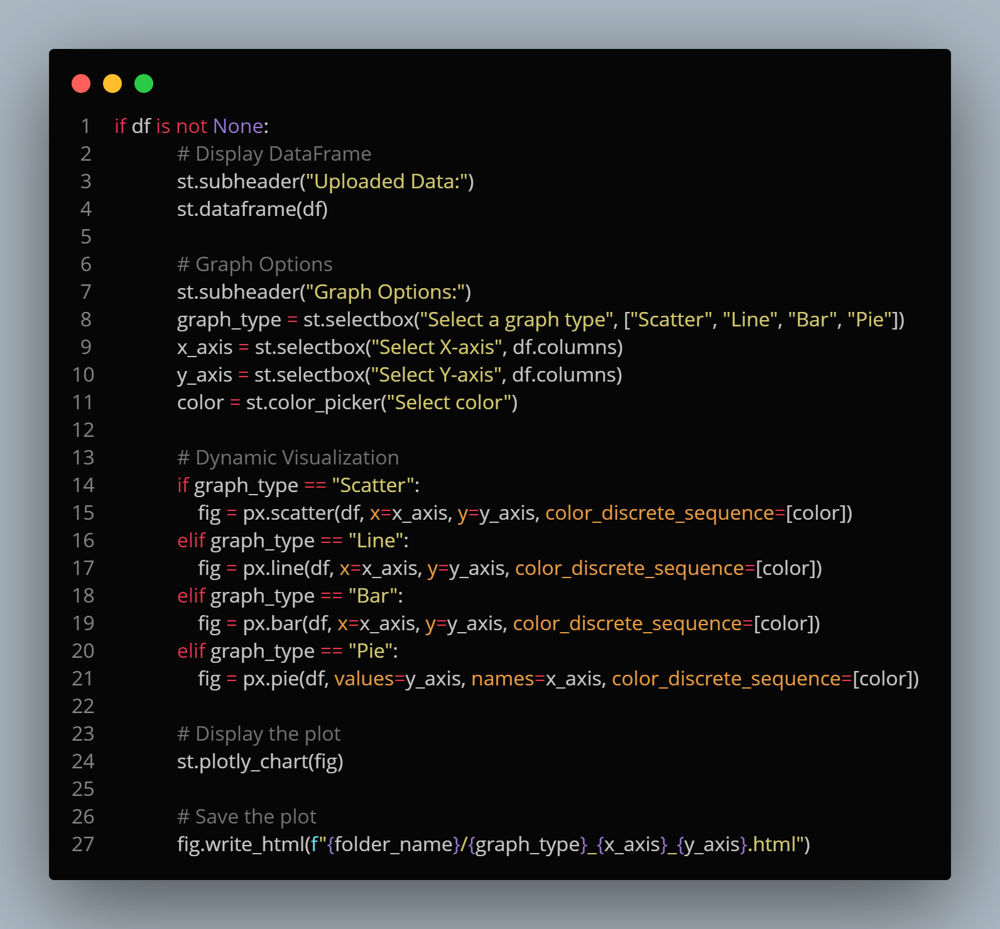 1 if df is not None:
2 # Display DataFrame
3 st.subheader("Uploaded Data:")
4 st.dataframe(df)
5
6 # Graph Options
7 st.subheader("Graph Options:")
8 graph_type = st.selectbox("Select a graph type", ["Scatter", "Line", "Bar", "Pie"])
9 x_axis = st.selectbox("Select X-axis", df.columns)
10 y_axis = st.selectbox("Select Y-axis", df.columns)
11 color = st.color_picker("Select color")
12
13 # Dynamic Visualization
14 if graph_type == "Scatter":
15 fig = px.scatter(df, x=x_axis, y=y_axis, color_discrete_sequence=[color])
16 elif graph_type == "Line":
17 fig = px.line(df, x=x_axis, y=y_axis, color_discrete_sequence=[color])
18 elif graph_type == "Bar":
19 fig = px.bar(df, x=x_axis, y=y_axis, color_discrete_sequence=[color])
20 elif graph_type == "Pie":
21 fig = px.pie(df, values=y_axis, names=x_axis, color_discrete_sequence=[color])
22
23 # Display the plot
24 st.plotly_chart(fig)
25
26 # Save the plot
27 fig.write_html(f"{folder_name}/{graph_type}_{x_axis}_{y_axis}.html")